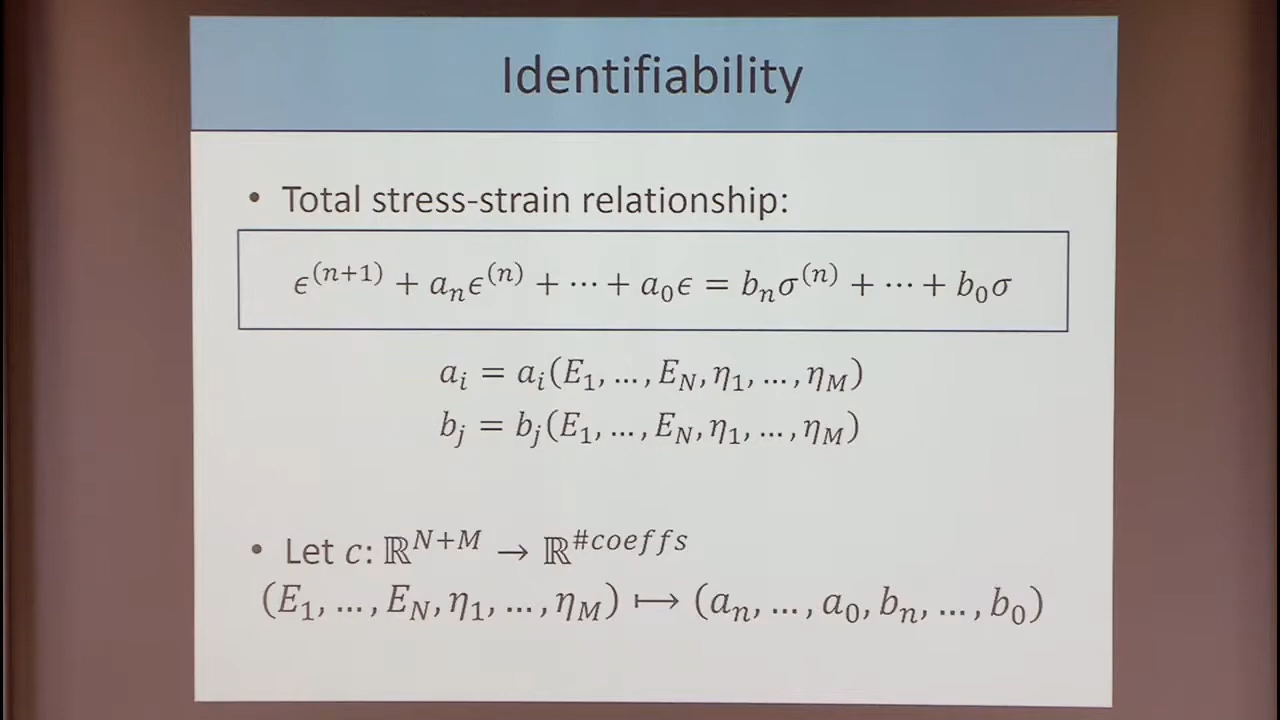 Identifiability
• Total stress-strain relationship:
ϵ^{(n+1)} + a_nϵ^{(n)} + ⋯ + a_0ϵ = b_nσ^{(n)} + ⋯ + b_0σ
a_i = a_i(E_1, …, E_N, η_1, …, η_M)
b_j = b_j(E_1, …, E_N, η_1, …, η_M)
• Let c: ℝ^{N+M} → ℝ^{#coeffs}
(E_1, …, E_N, η_1, …, η_M) ↦ (a_n, …, a_0, b_n, …, b_0)